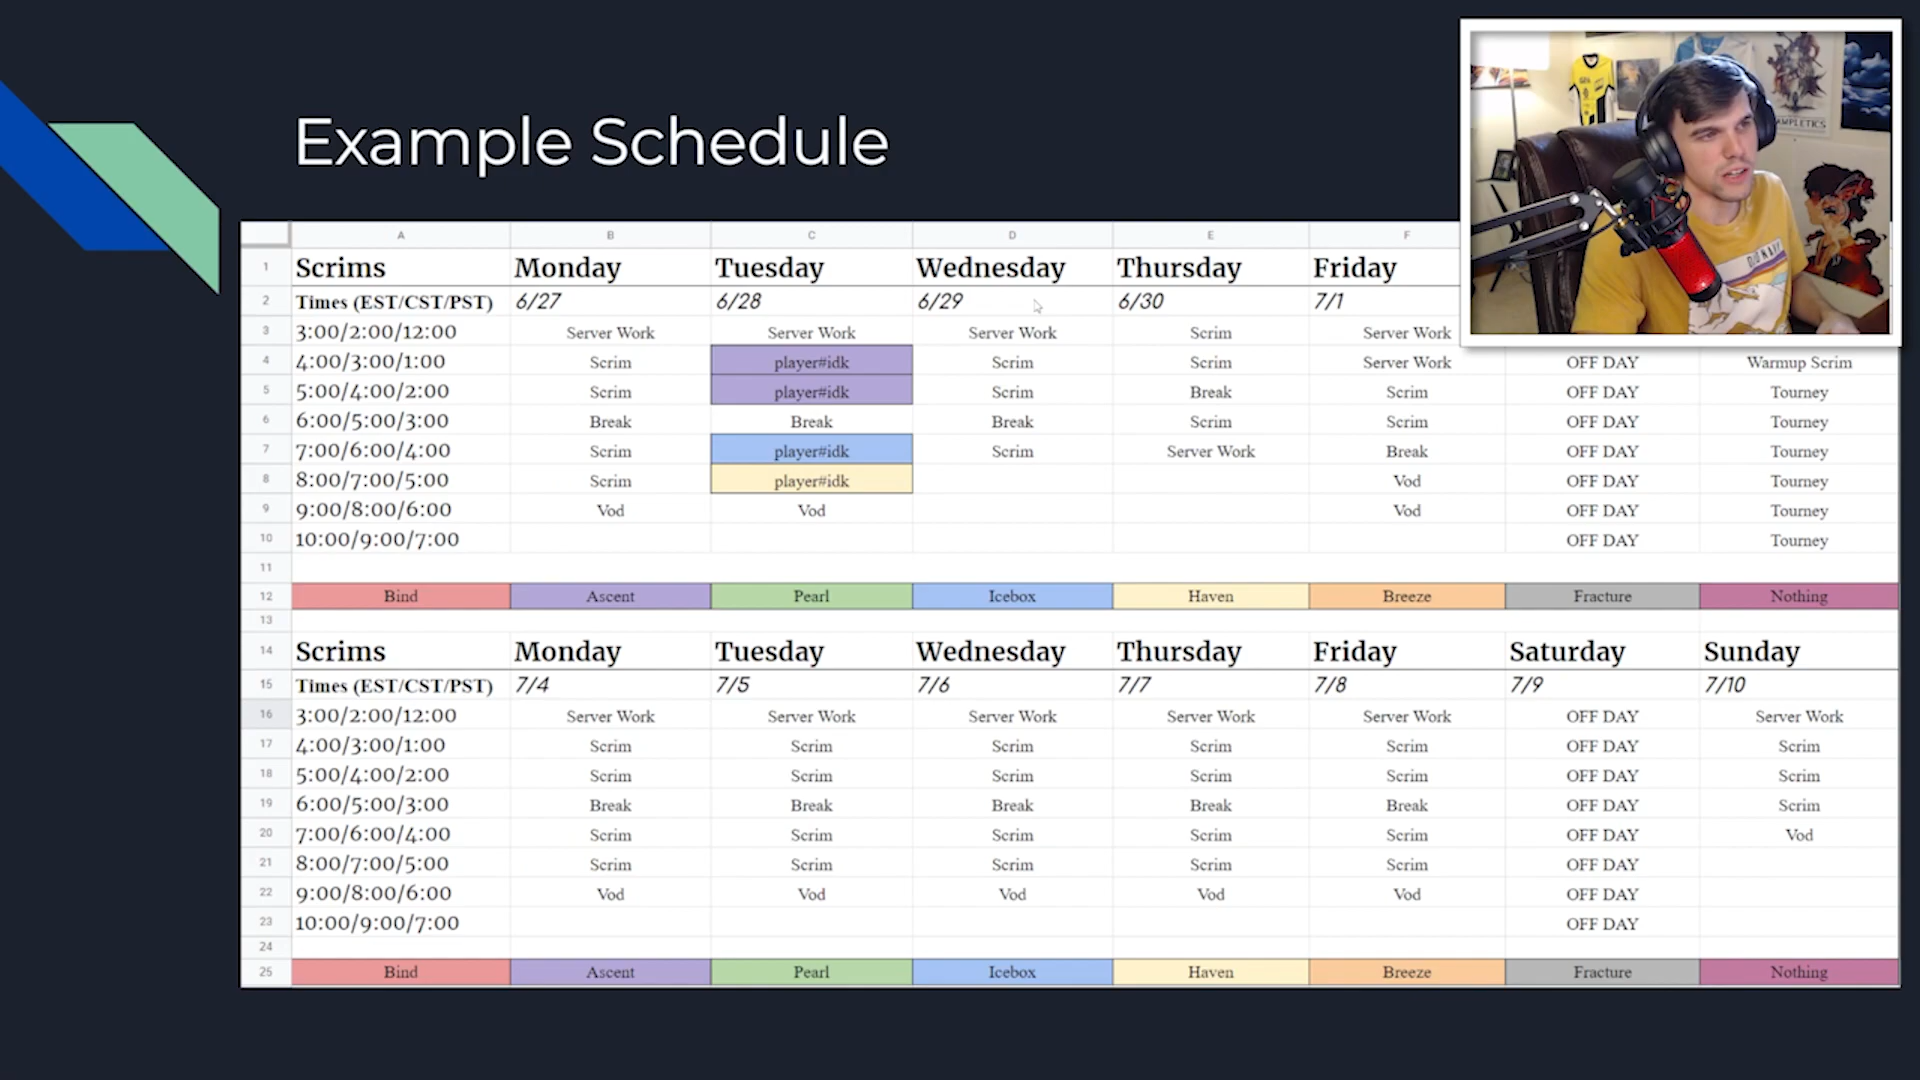 Example Schedule
A B C D E F
1 Scrims Monday Tuesday Wednesday Thursday Friday
2 Times (EST/CST/PST) 6/27 6/28 6/29 6/30 7/1
3 3:00/2:00/12:00 Server Work Server Work Server Work Scrim Server Work
4 4:00/3:00/1:00 Scrim player#idk Scrim Scrim Server Work OFF DAY Warmup Scrim
5 5:00/4:00/2:00 Scrim player#idk Scrim Break Scrim OFF DAY Tourney
6 6:00/5:00/3:00 Break Break Break Scrim Scrim OFF DAY Tourney
7 7:00/6:00/4:00 Scrim player#idk Scrim Server Work Break OFF DAY Tourney
8 8:00/7:00/5:00 Scrim player#idk Vod OFF DAY Tourney
9 9:00/8:00/6:00 Vod Vod Vod OFF DAY Tourney
10 10:00/9:00/7:00 OFF DAY Tourney
11
12 Bind Ascent Pearl Icebox Haven Breeze Fracture Nothing
13
14 Scrims Monday Tuesday Wednesday Thursday Friday Saturday Sunday
15 Times (EST/CST/PST) 7/4 7/5 7/6 7/7 7/8 7/9 7/10
16 3:00/2:00/12:00 Server Work Server Work Server Work Server Work Server Work OFF DAY Server Work
17 4:00/3:00/1:00 Scrim Scrim Scrim Scrim Scrim OFF DAY Scrim
18 5:00/4:00/2:00 Scrim Scrim Scrim Scrim Scrim OFF DAY Scrim
19 6:00/5:00/3:00 Break Break Break Break Break OFF DAY Scrim
20 7:00/6:00/4:00 Scrim Scrim Scrim Scrim Scrim OFF DAY Vod
21 8:00/7:00/5:00 Scrim Scrim Scrim Scrim Scrim OFF DAY
22 9:00/8:00/6:00 Vod Vod Vod Vod Vod OFF DAY
23 10:00/9:00/7:00 OFF DAY
24
25 Bind Ascent Pearl Icebox Haven Breeze Fracture Nothing